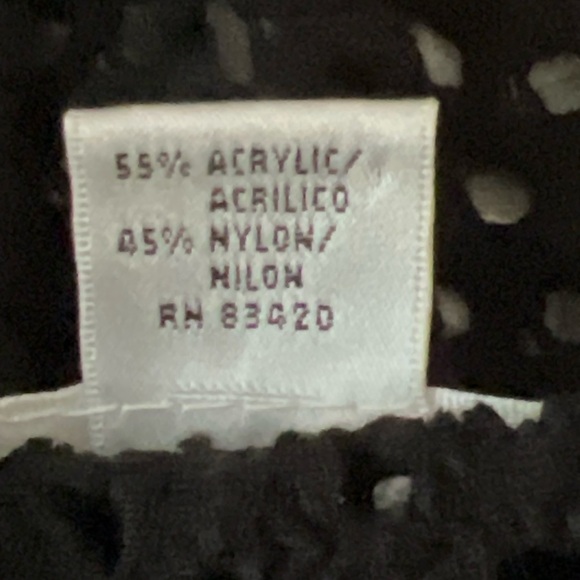 55% ACRYLIC/
ACRILICO
45% NYLON/
NILON
RN 83420